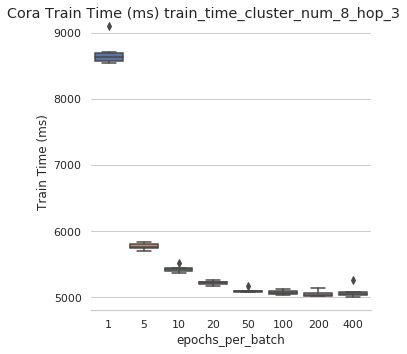 Cora Train Time (ms) train_time_cluster_num_8_hop_3
9000
8000
7000
6000
5000
Train Time (ms)
1 5 10 20 50 100 200 400
epochs_per_batch